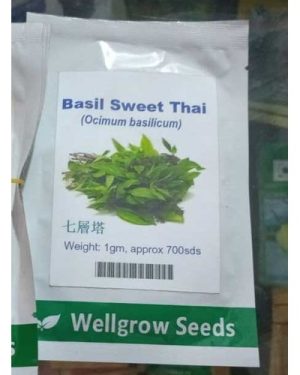 Basil Sweet Thai
(Ocimum basilicum)
七層塔
Weight: 1gm, approx 700sds
Wellgrow Seeds
s